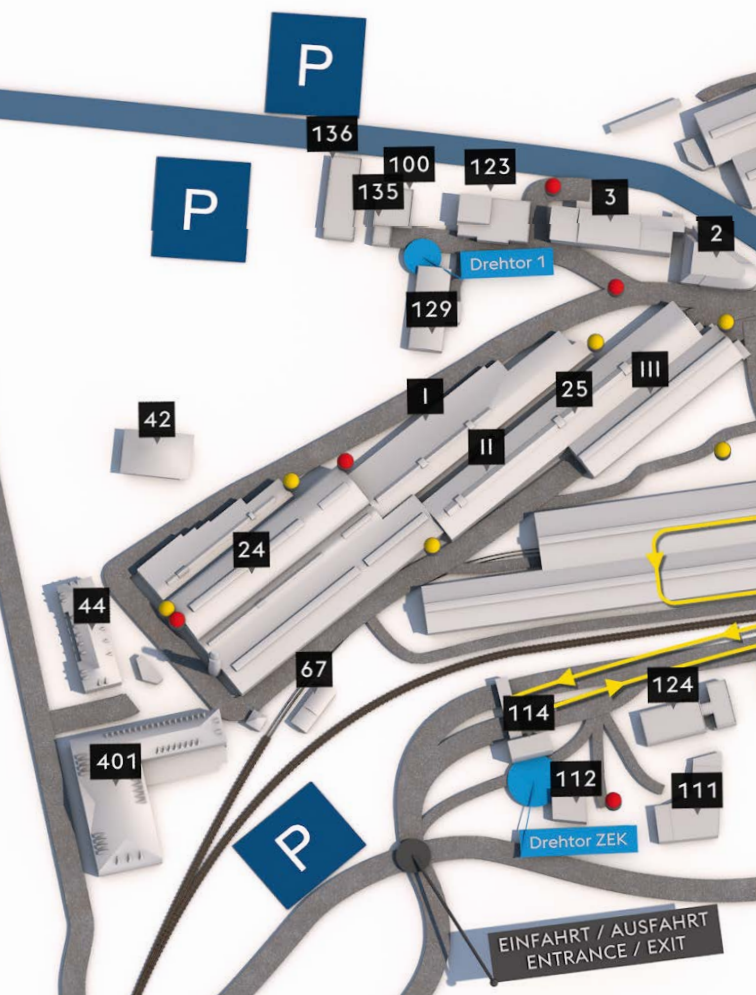 P
136
100
123
P
135
3
2
Drehtor 1
129
I
25
III
42
II
24
44
67
124
114
401
112
111
P
Drehtor ZEK
EINFAHRT / AUSFAHRT
ENTRANCE / EXIT